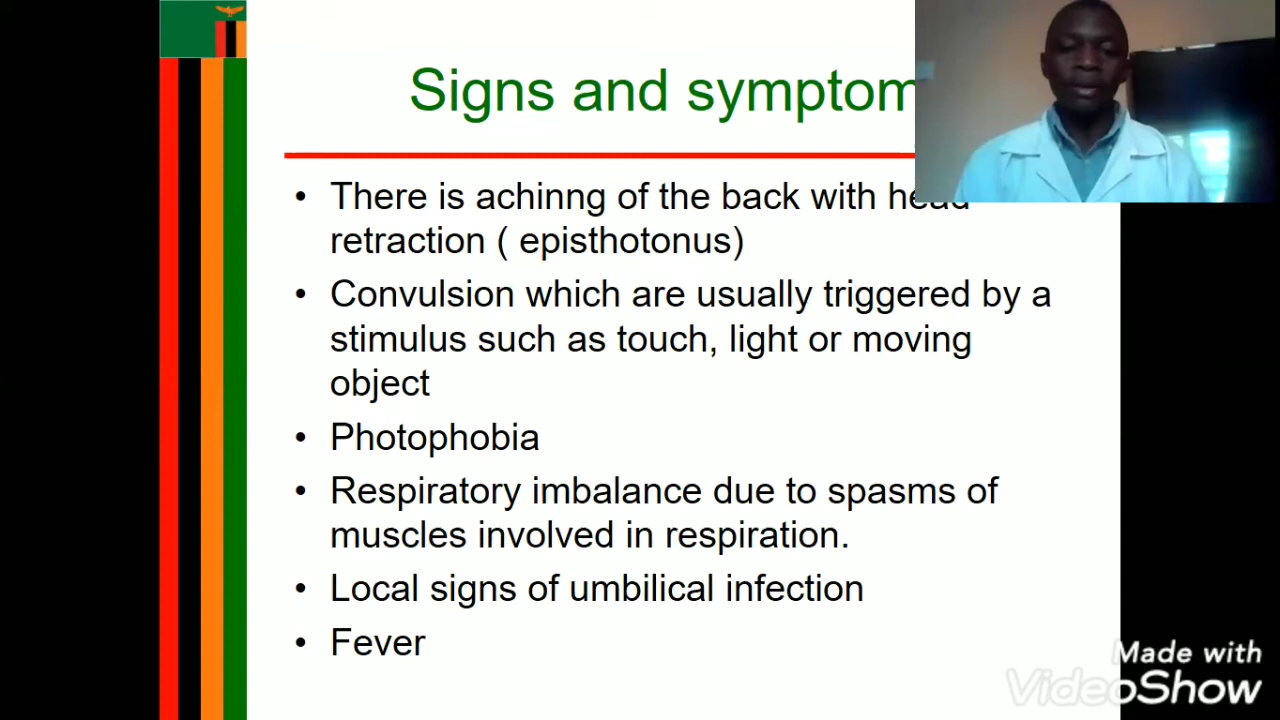 Signs and symptom
• There is achinng of the back with head
retraction ( episthotonus)
• Convulsion which are usually triggered by a
stimulus such as touch, light or moving
object
• Photophobia
• Respiratory imbalance due to spasms of
muscles involved in respiration.
• Local signs of umbilical infection
• Fever
Made with
VideoShow